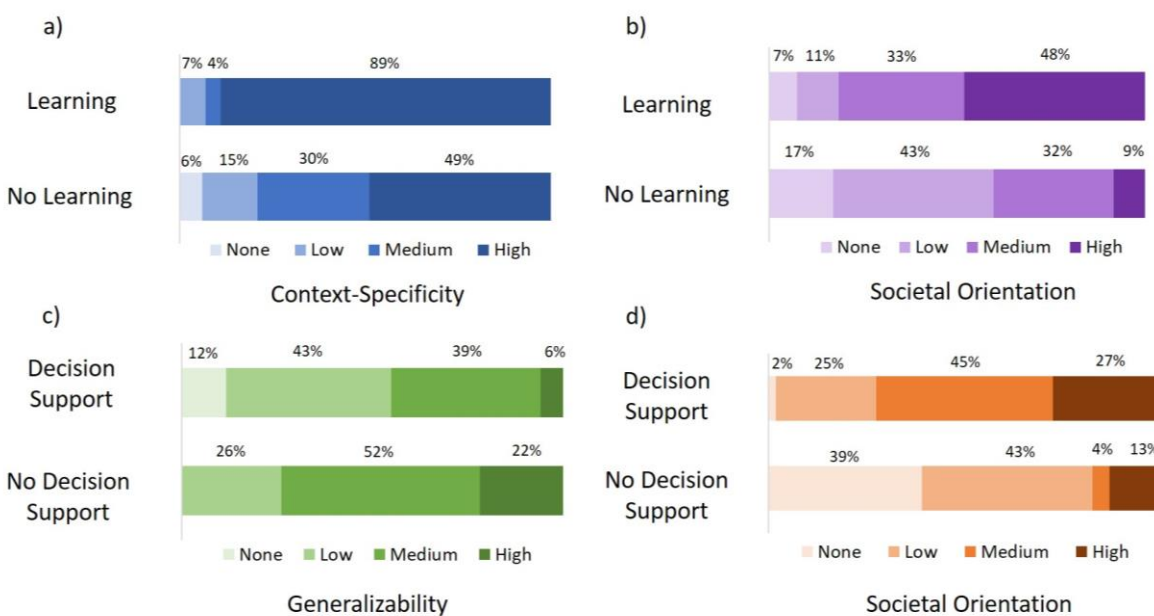 a)
7% 4% 89%
Learning
6% 15% 30% 49%
No Learning
None Low Medium High
Context-Specificity
b)
7% 11% 33% 48%
Learning
17% 43% 32% 9%
No Learning
None Low Medium High
Societal Orientation
c)
12% 43% 39% 6%
Decision
Support
26% 52% 22%
No Decision
Support
None Low Medium High
Generalizability
d)
2% 25% 45% 27%
Decision
Support
39% 43% 4% 13%
No Decision
Support
None Low Medium High
Societal Orientation